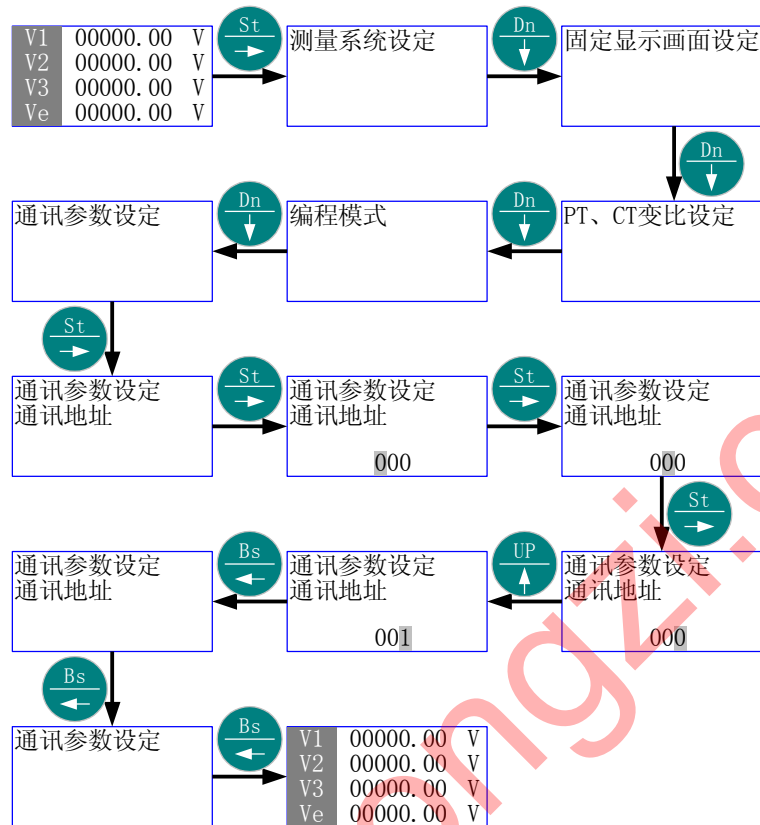 V1 00000.00 V
V2 00000.00 V
V3 00000.00 V
Ve 00000.00 V
St
测量系统设定
Dn
固定显示画面设定
Dn
通讯参数设定
Dn
编程模式
Dn
PT、CT变比设定
St
通讯参数设定
通讯地址
St
通讯参数设定
通讯地址
000
St
通讯参数设定
通讯地址
000
St
通讯参数设定
通讯地址
Bs
通讯参数设定
通讯地址
001
UP
通讯参数设定
通讯地址
000
Bs
通讯参数设定
Bs
V1 00000.00 V
V2 00000.00 V
V3 00000.00 V
Ve 00000.00 V